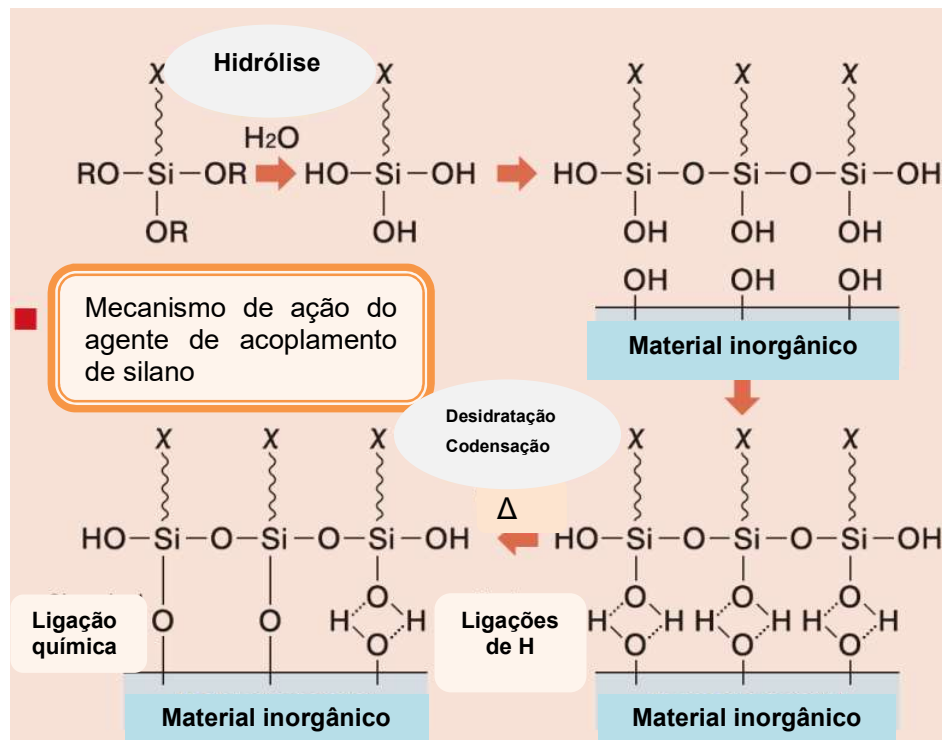 Hidrólise
χ χ χ χ χ
H2O
RO–Si–OR HO–Si–OH HO–Si–O–Si–O–Si–OH
OR OH OH OH OH
OH OH OH
Mecanismo de ação do
agente de acoplamento
de silano
Material inorgânico
Desidratação
Codensação
χ χ χ χ χ χ
Δ
HO–Si–O–Si–O–Si–OH HO–Si–O–Si–O–Si–OH
O O O O O O
H H H H H H H H
O O O O
Ligação
química
Ligações
de H
Material inorgânico Material inorgânico